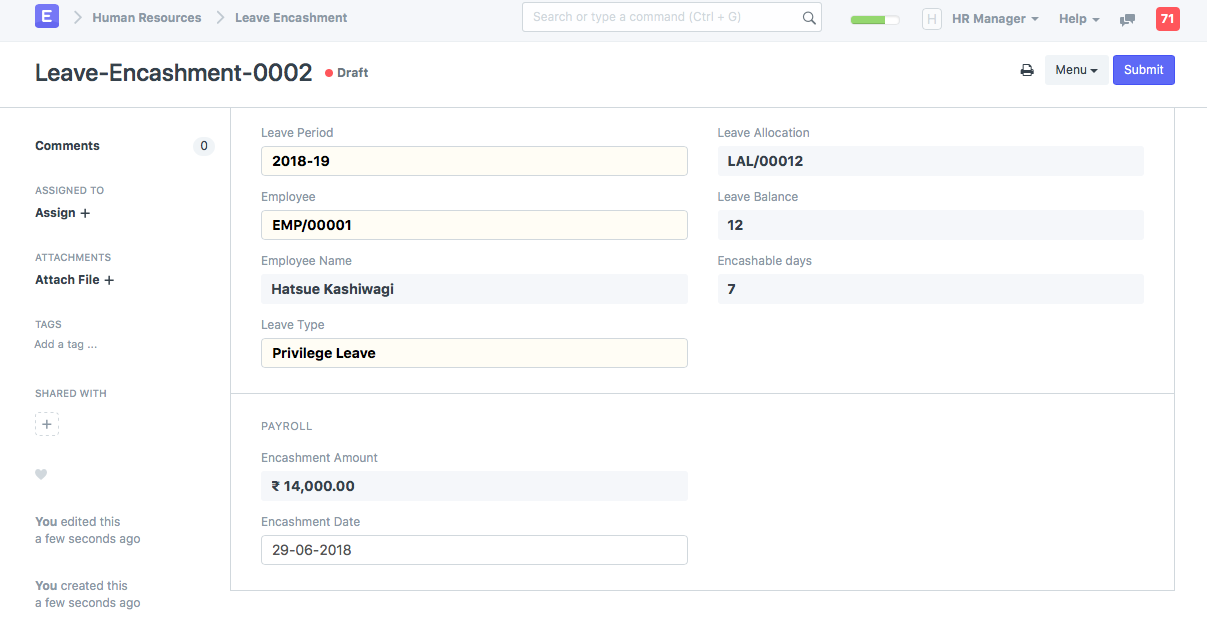 E Human Resources Leave Encashment Search or type a command (Ctrl + G) H HR Manager Help 71
Leave-Encashment-0002 Draft Menu Submit
Comments 0
ASSIGNED TO
Assign +
ATTACHMENTS
Attach File +
TAGS
Add a tag ...
SHARED WITH
+
You edited this
a few seconds ago
You created this
a few seconds ago
Leave Period
2018-19
Employee
EMP/00001
Employee Name
Hatsue Kashiwagi
Leave Type
Privilege Leave
Leave Allocation
LAL/00012
Leave Balance
12
Encashable days
7
PAYROLL
Encashment Amount
₹ 14,000.00
Encashment Date
29-06-2018